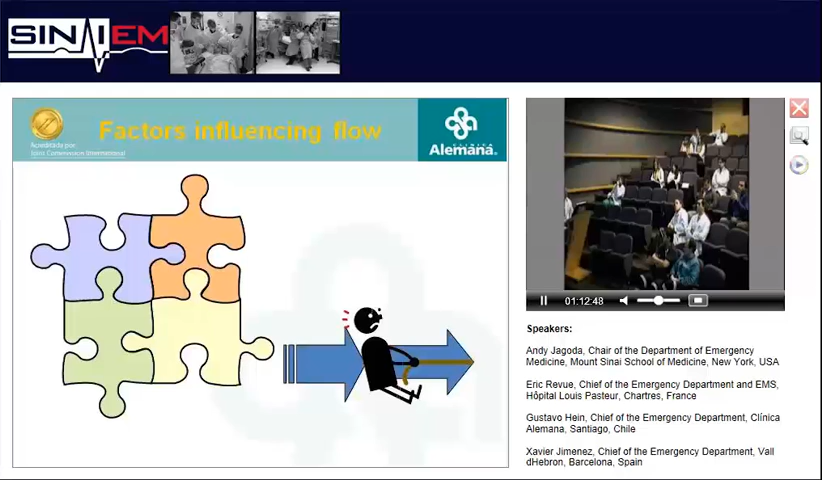 SINIEM
Factors influencing flow
Acreditada por
Joint Commission International
CLINICA
Alemana
01:12:48
Speakers:
Andy Jagoda, Chair of the Department of Emergency
Medicine, Mount Sinai School of Medicine, New York, USA
Eric Revue, Chief of the Emergency Department and EMS,
Hôpital Louis Pasteur, Chartres, France
Gustavo Hein, Chief of the Emergency Department, Clínica
Alemana, Santiago, Chile
Xavier Jimenez, Chief of the Emergency Department, Vall
dHebron, Barcelona, Spain